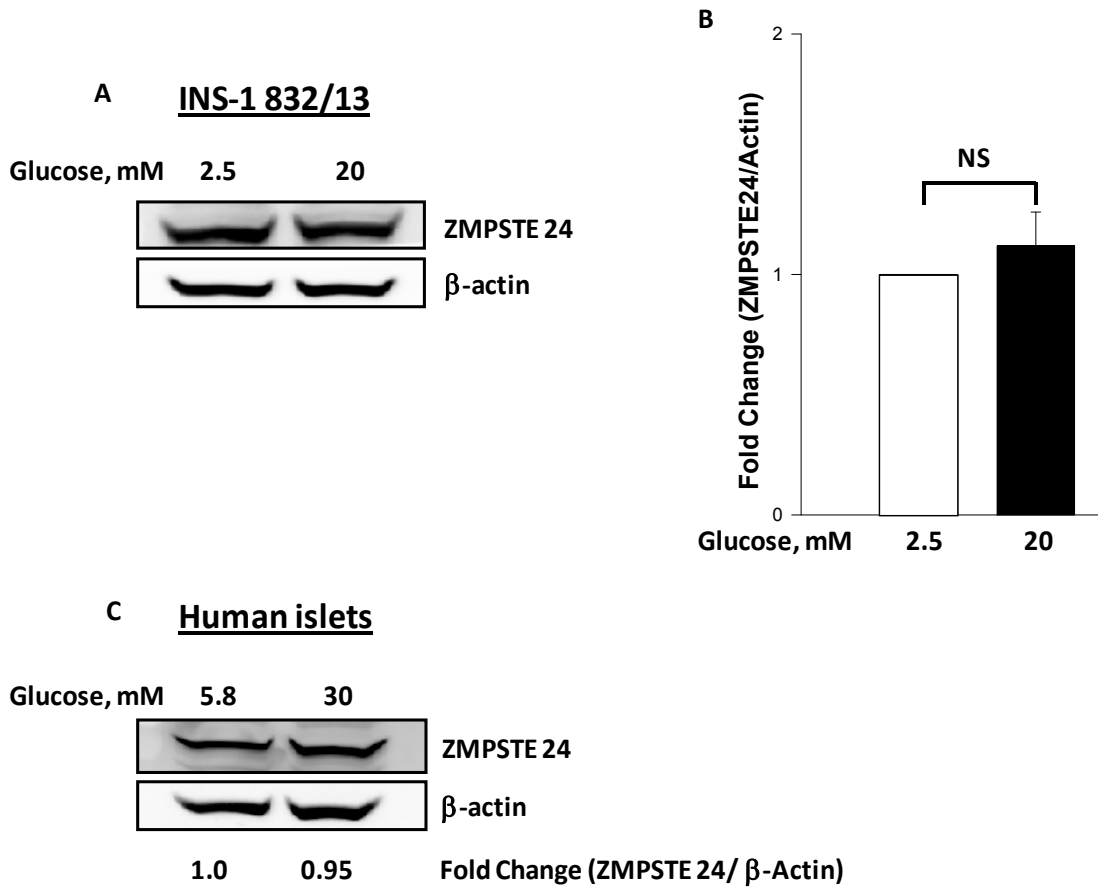 A
INS-1 832/13
Glucose, mM 2.5 20
ZMPSTE 24
β-actin
B
2
NS
1
0
Fold Change (ZMPSTE24/Actin)
Glucose, mM 2.5 20
C
Human islets
Glucose, mM 5.8 30
ZMPSTE 24
β-actin
1.0 0.95 Fold Change (ZMPSTE 24/ β-Actin)